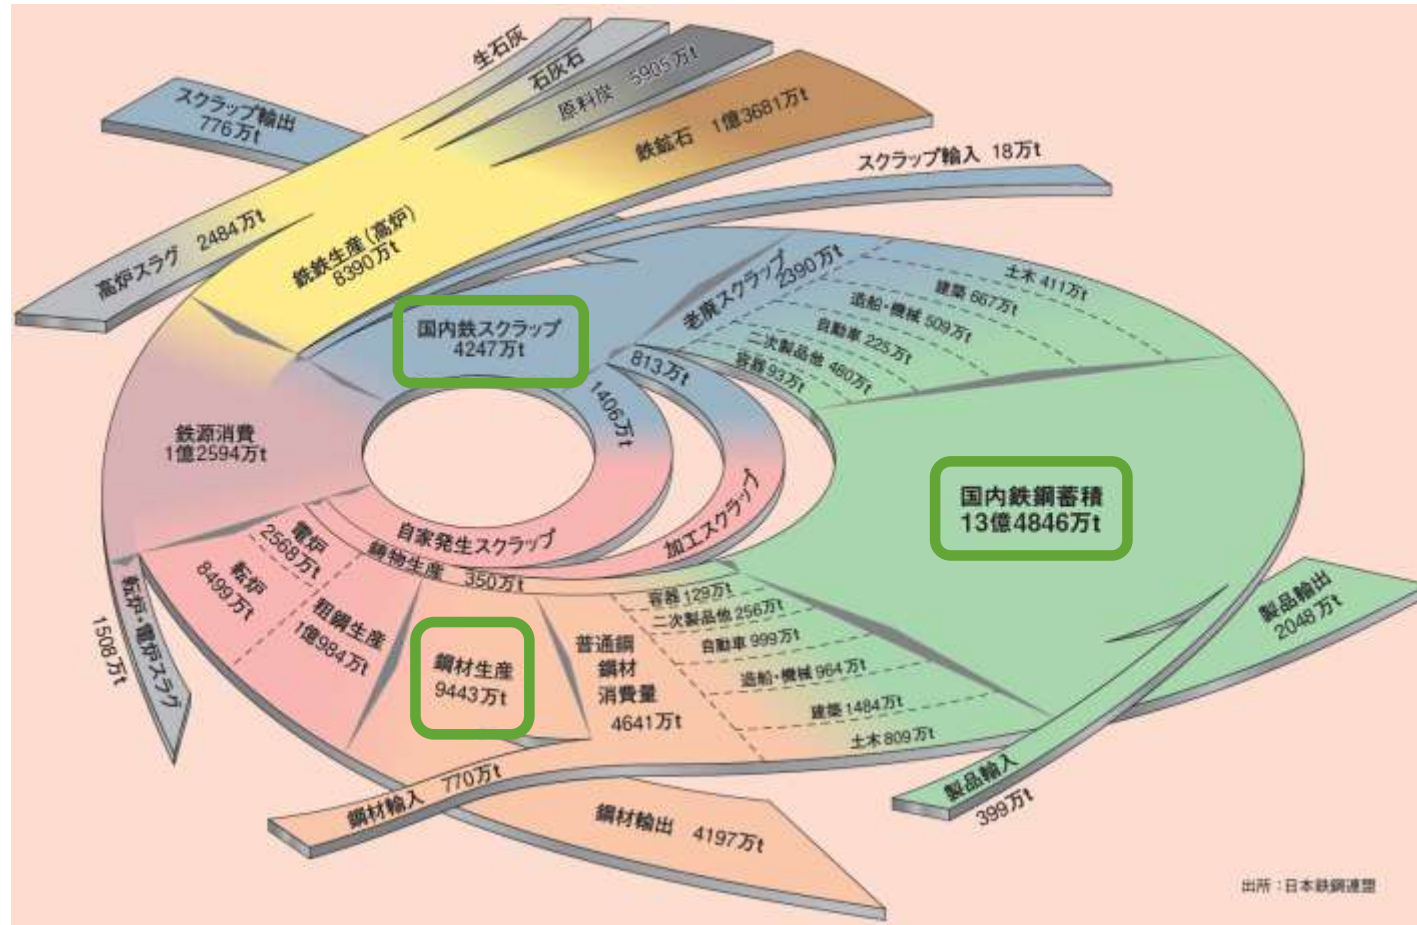 生石灰
石灰石
原料炭 5905万t
鉄鉱石 1億3681万t
スクラップ輸出
776万t
スクラップ輸入 18万t
高炉スラグ 2484万t
銑鉄生産(高炉)
8390万t
国内鉄スクラップ
4247万t
老廃スクラップ
2390万t
土木 411万t
建築 667万t
造船・機械 509万t
自動車 225万t
二次製品他 480万t
容器 93万t
813万t
1406万t
鉄源消費
1億2594万t
自家発生スクラップ
加工スクラップ
鋳物生産 350万t
電炉
2568万t
転炉
8499万t
粗鋼生産
1億984万t
転炉・電炉スラグ
1508万t
鋼材生産
9443万t
普通鋼
鋼材
消費量
4641万t
容器 129万t
二次製品他 256万t
自動車 999万t
造船・機械 964万t
建築 1484万t
土木 809万t
国内鉄鋼蓄積
13億4846万t
製品輸出
2048万t
製品輸入
399万t
鋼材輸入 770万t
鋼材輸出 4197万t
出所：日本鉄鋼連盟